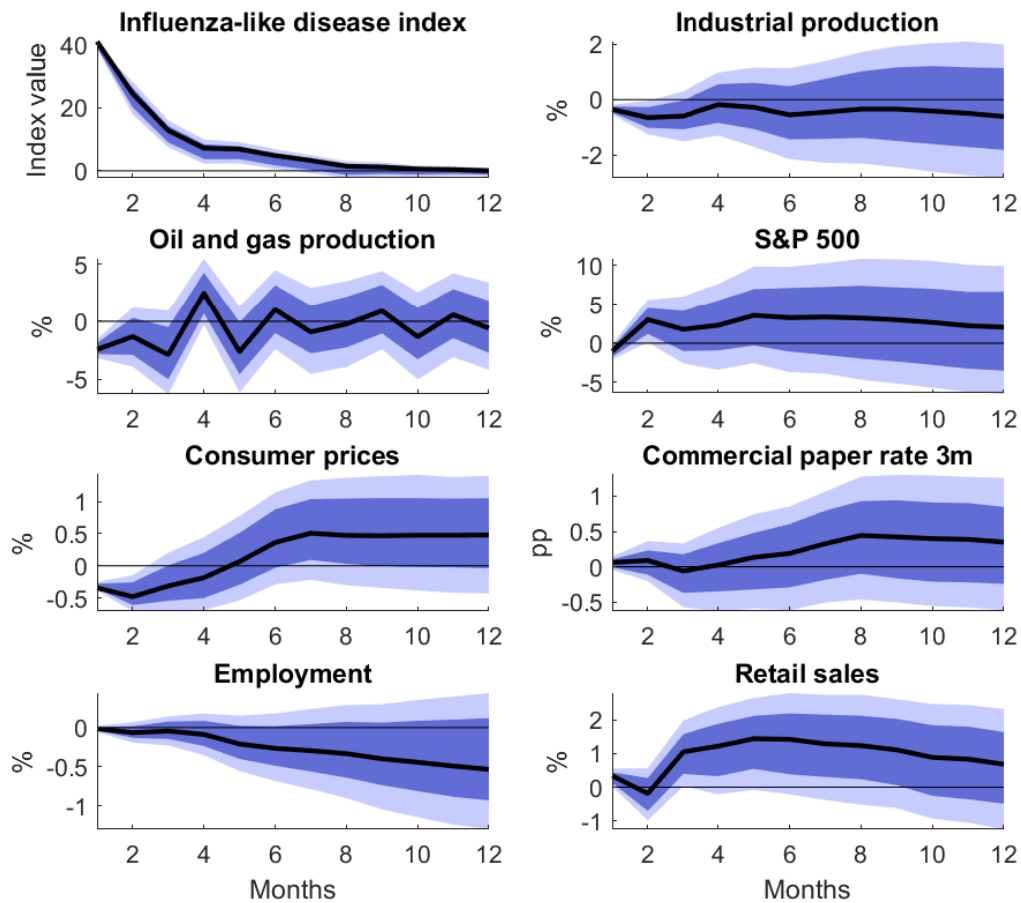 Influenza-like disease index
Index value
40
20
0
2 4 6 8 10 12
Industrial production
%
2
0
-2
2 4 6 8 10 12
Oil and gas production
%
5
0
-5
2 4 6 8 10 12
S&P 500
%
10
5
0
-5
2 4 6 8 10 12
Consumer prices
%
1
0.5
0
-0.5
2 4 6 8 10 12
Commercial paper rate 3m
pp
1
0.5
0
-0.5
2 4 6 8 10 12
Employment
%
0
-0.5
-1
2 4 6 8 10 12
Months
Retail sales
%
2
1
0
-1
2 4 6 8 10 12
Months